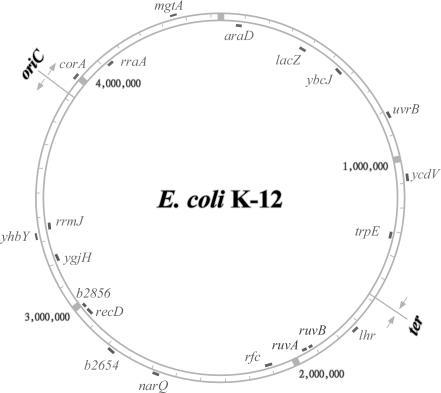 mgtA
araD
oriC
corA
rraA
lacZ
4,000,000
ybcJ
uvrB
1,000,000
ycdV
E. coli K-12
rrmJ
trpE
yhbY
ygjH
b2856
recD
3,000,000
ter
ruvB
lhr
ruvA
rfc
b2654
2,000,000
narQ